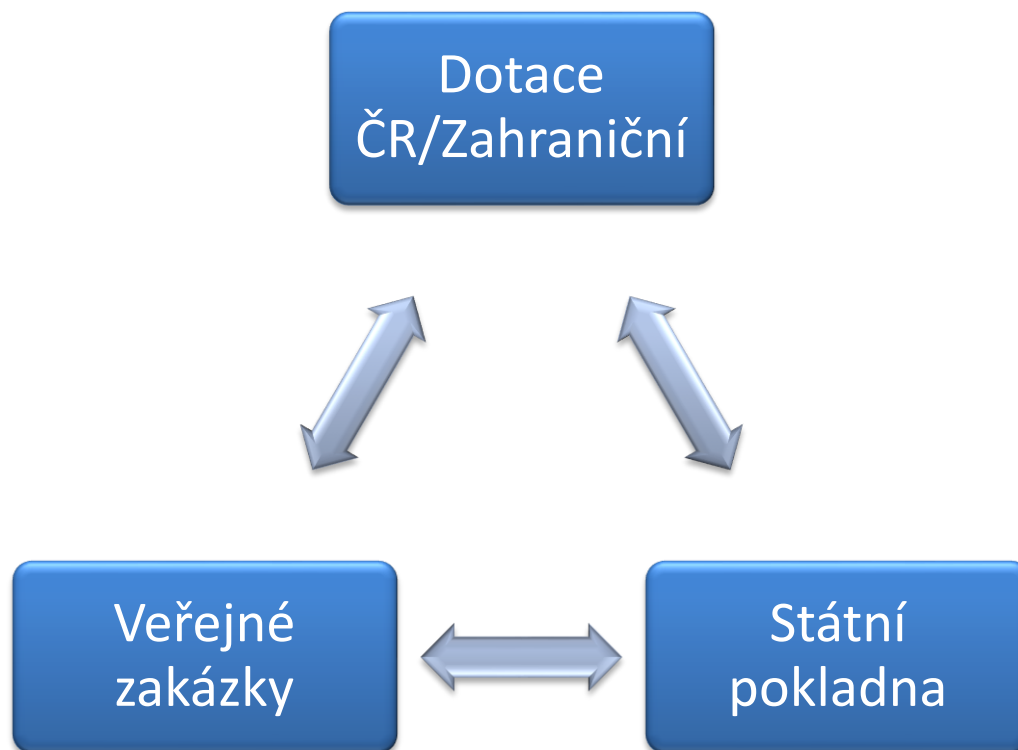 Dotace
ČR/Zahraniční
Veřejné
zakázky
Státní
pokladna